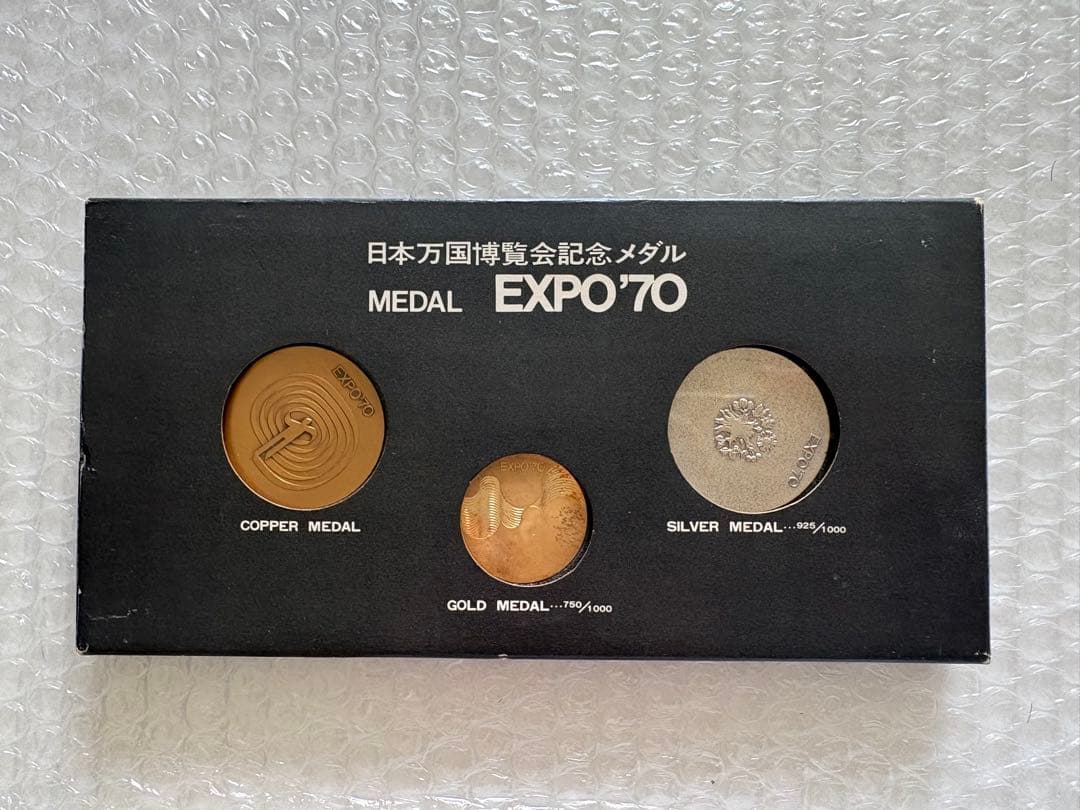 日本万国博覧会記念メダル
MEDAL EXPO'70
EXPO'70
COPPER MEDAL
EXPO'70
GOLD MEDAL...750/1000
EXPO'70
SILVER MEDAL...925/1000